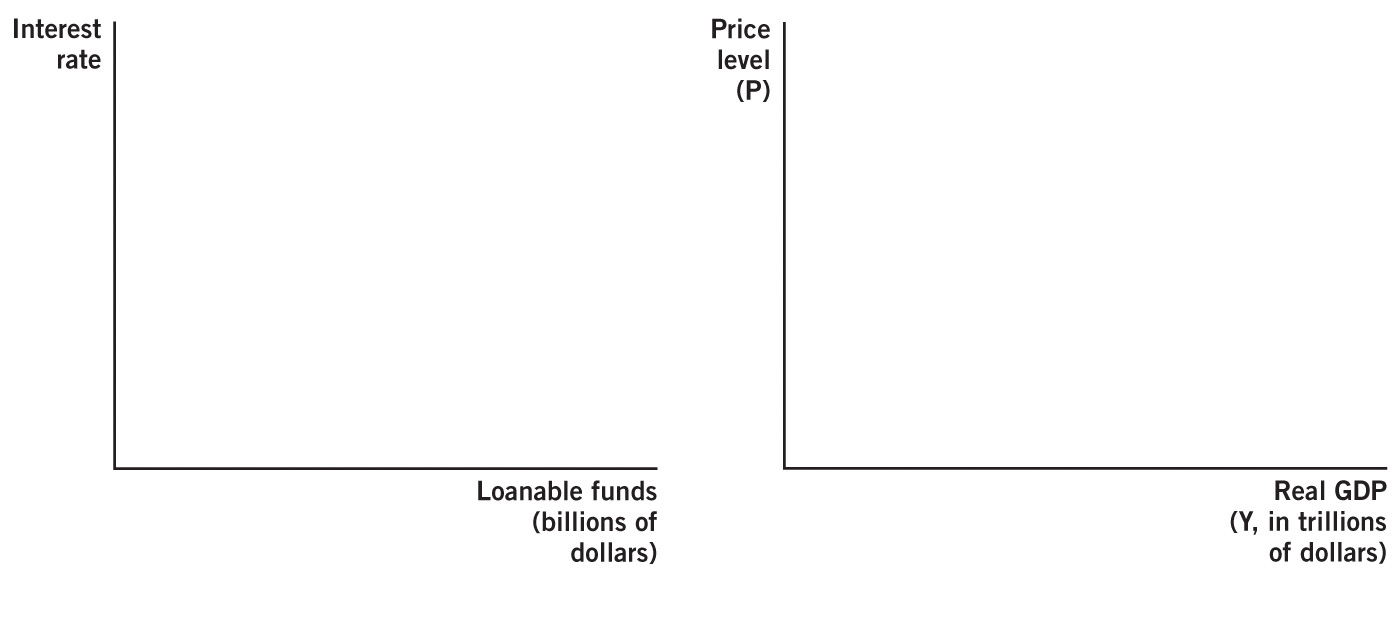 Interest
rate
Loanable funds
(billions of
dollars)
Price
level
(P)
Real GDP
(Y, in trillions
of dollars)